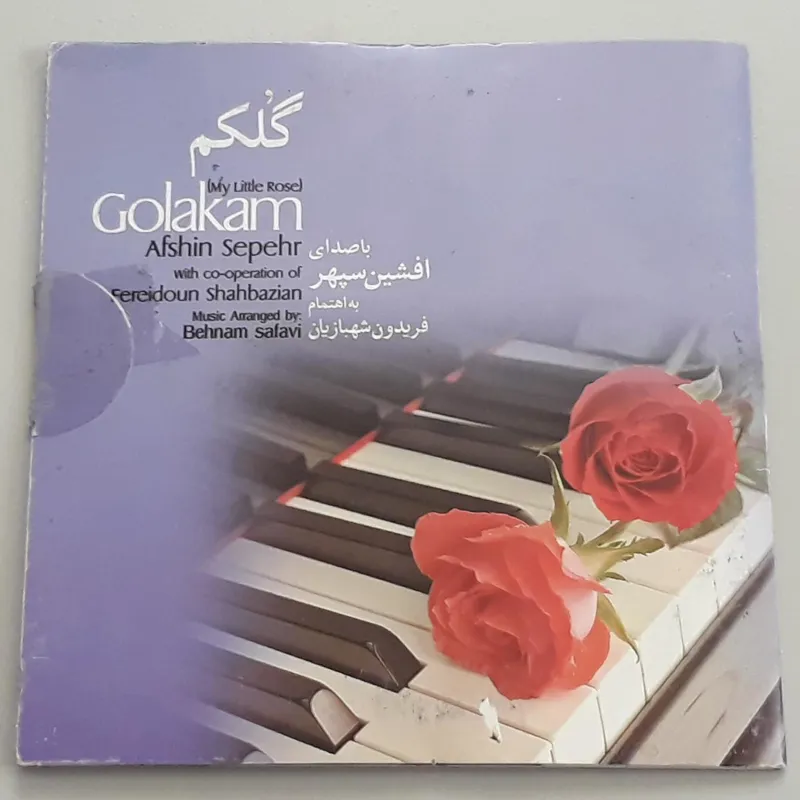 گُلکم
(My Little Rose)
Golakam
Afshin Sepehr
with co-operation of
Fereidoun Shahbazian
Music Arranged by:
Behnam safavi
باصدای
افشین سپهر
به اهتمام
فریدون شهبازیان